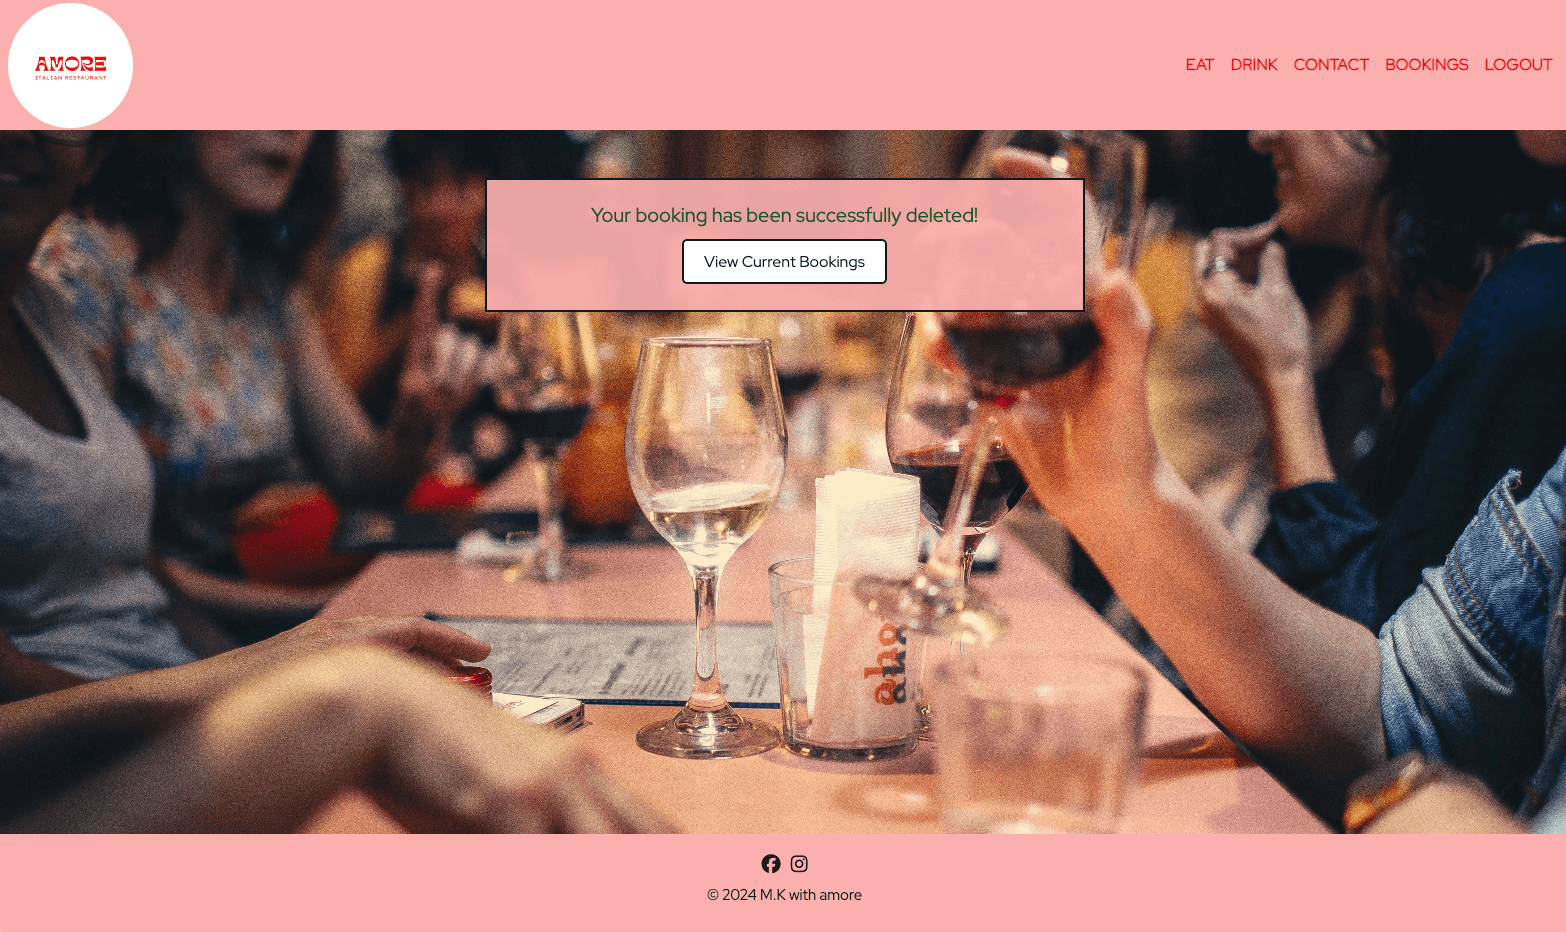 AMORE
ITALIAN RESTAURANT
EAT DRINK CONTACT BOOKINGS LOGOUT
Your booking has been successfully deleted!
View Current Bookings
aho
© 2024 M.K with amore